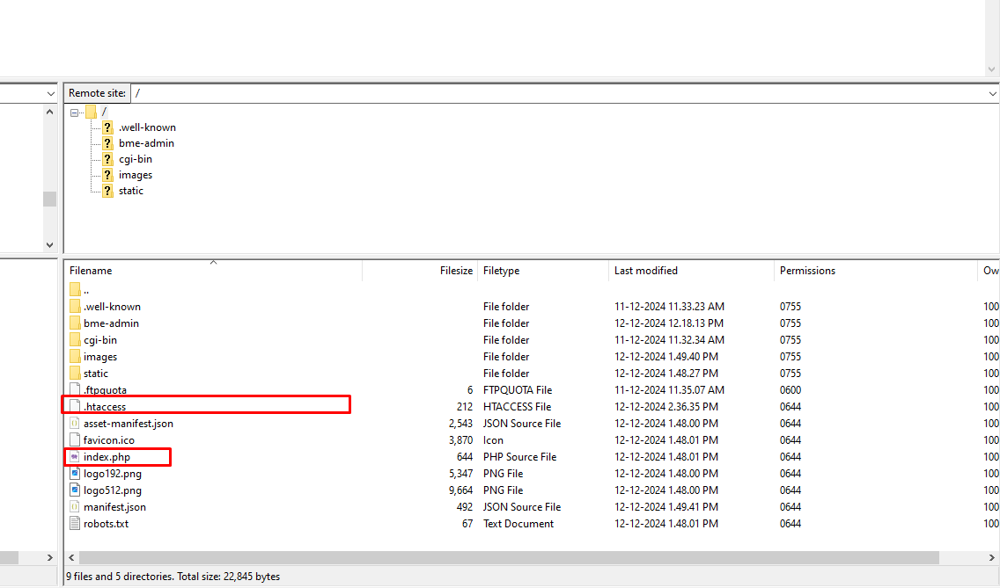 Remote site: /
/
.well-known
bme-admin
cgi-bin
images
static
Filename Filesize Filetype Last modified Permissions Ow
..
.well-known File folder 11-12-2024 11.33.23 AM 0755 100
bme-admin File folder 12-12-2024 12.18.13 PM 0755 100
cgi-bin File folder 11-12-2024 11.32.34 AM 0755 100
images File folder 12-12-2024 1.49.40 PM 0755 100
static File folder 12-12-2024 1.48.27 PM 0755 100
.ftpquota 6 FTPQUOTA File 11-12-2024 11.35.07 AM 0600 100
.htaccess 212 HTACCESS File 12-12-2024 2.36.35 PM 0644 100
asset-manifest.json 2,543 JSON Source File 12-12-2024 1.48.00 PM 0644 100
favicon.ico 3,870 Icon 12-12-2024 1.48.01 PM 0644 100
index.php 644 PHP Source File 12-12-2024 1.48.01 PM 0644 100
logo192.png 5,347 PNG File 12-12-2024 1.48.00 PM 0644 100
logo512.png 9,664 PNG File 12-12-2024 1.48.01 PM 0644 100
manifest.json 492 JSON Source File 12-12-2024 1.49.41 PM 0644 100
robots.txt 67 Text Document 12-12-2024 1.48.01 PM 0644 100
9 files and 5 directories. Total size: 22,845 bytes